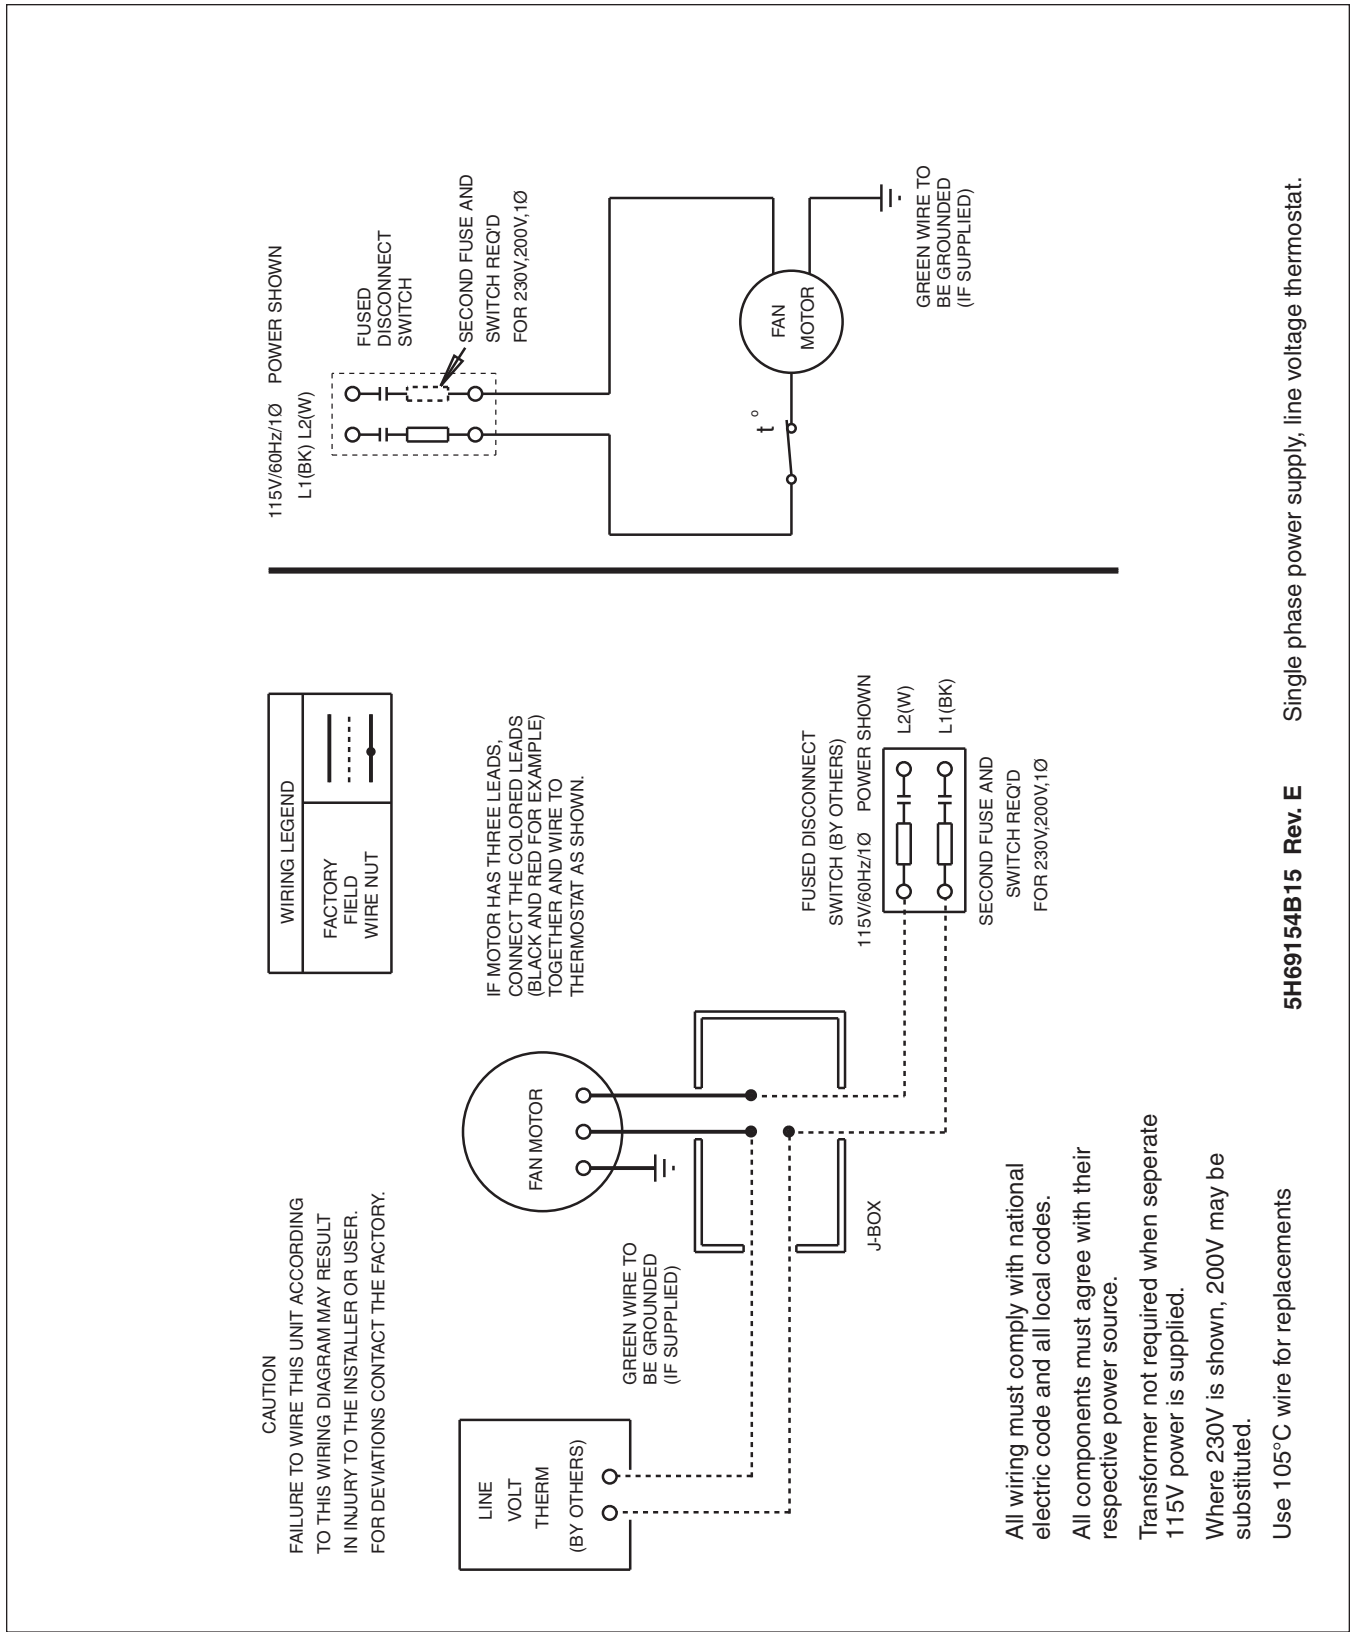 CAUTION
FAILURE TO WIRE THIS UNIT ACCORDING
TO THIS WIRING DIAGRAM MAY RESULT
IN INJURY TO THE INSTALLER OR USER.
FOR DEVIATIONS CONTACT THE FACTORY.
WIRING LEGEND
FACTORY
FIELD
WIRE NUT
LINE
VOLT
THERM
(BY OTHERS)
GREEN WIRE TO
BE GROUNDED
(IF SUPPLIED)
FAN MOTOR
IF MOTOR HAS THREE LEADS,
CONNECT THE COLORED LEADS
(BLACK AND RED FOR EXAMPLE)
TOGETHER AND WIRE TO
THERMOSTAT AS SHOWN.
J-BOX
FUSED DISCONNECT
SWITCH (BY OTHERS)
115V/60Hz/1Ø POWER SHOWN
L2(W)
L1(BK)
SECOND FUSE AND
SWITCH REQ'D
FOR 230V,200V,1Ø
115V/60Hz/1Ø POWER SHOWN
L1(BK) L2(W)
FUSED
DISCONNECT
SWITCH
SECOND FUSE AND
SWITCH REQ'D
FOR 230V,200V,1Ø
t°
FAN
MOTOR
GREEN WIRE TO
BE GROUNDED
(IF SUPPLIED)
All wiring must comply with national
electric code and all local codes.
All components must agree with their
respective power source.
Transformer not required when seperate
115V power is supplied.
Where 230V is shown, 200V may be
substituted.
Use 105°C wire for replacements
5H69154B15 Rev. E Single phase power supply, line voltage thermostat.